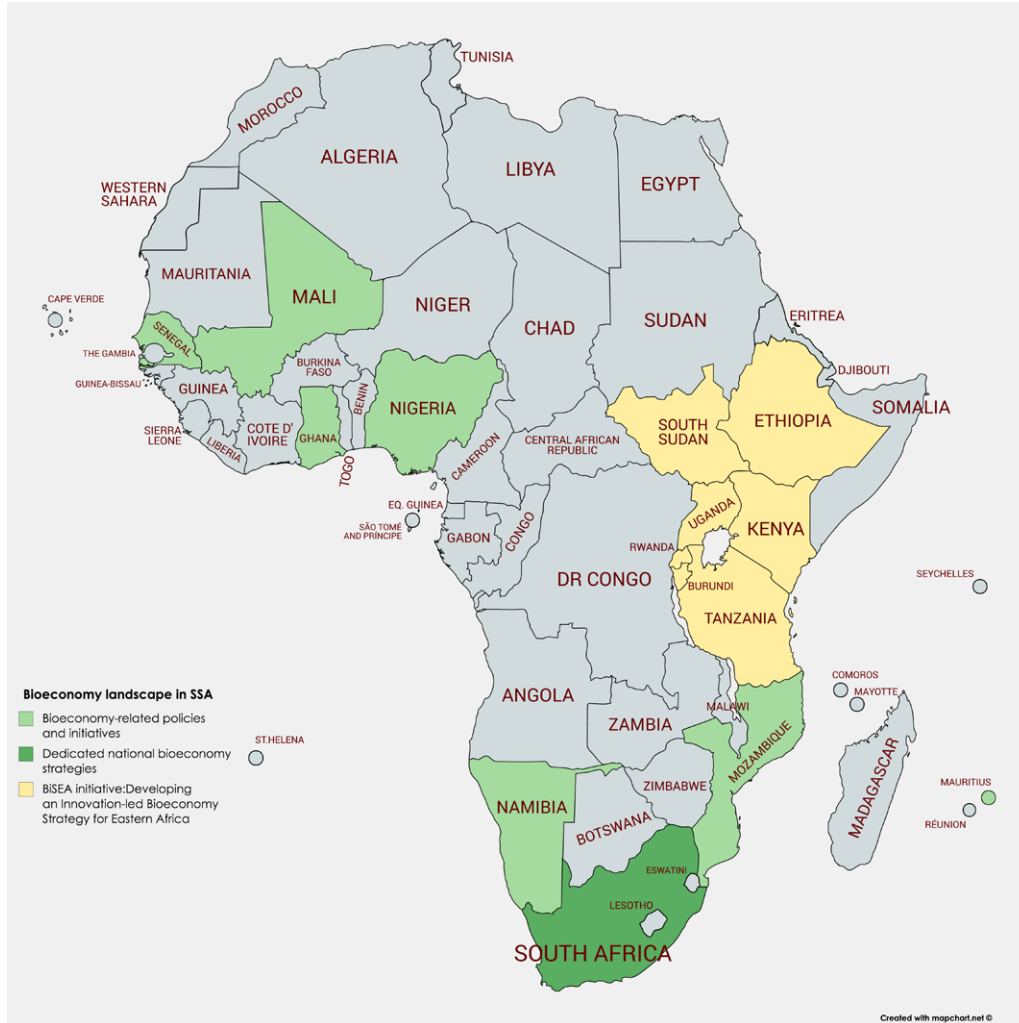 TUNISIA
MOROCCO
ALGERIA
LIBYA
EGYPT
WESTERN
SAHARA
MAURITANIA
MALI
NIGER
CHAD
SUDAN
ERITREA
CAPE VERDE
SENEGAL
THE GAMBIA
GUINEA-BISSAU
GUINEA
BURKINA
FASO
BENIN
NIGERIA
DJIBOUTI
SOMALIA
ETHIOPIA
SOUTH
SUDAN
SIERRA
LEONE
LIBERIA
COTE D'
IVOIRE
GHANA
TOGO
CAMEROON
CENTRAL AFRICAN
REPUBLIC
EQ. GUINEA
SÃO TOMÉ
AND PRÍNCIPE
GABON
CONGO
UGANDA
KENYA
RWANDA
DR CONGO
BURUNDI
TANZANIA
SEYCHELLES
COMOROS
MAYOTTE
ANGOLA
MALAWI
ZAMBIA
MOZAMBIQUE
ST.HELENA
ZIMBABWE
MADAGASCAR
MAURITIUS
RÉUNION
NAMIBIA
BOTSWANA
ESWATINI
LESOTHO
SOUTH AFRICA
Bioeconomy landscape in SSA
Bioeconomy-related policies
and initiatives
Dedicated national bioeconomy
strategies
BiSEA initiative:Developing
an Innovation-led Bioeconomy
Strategy for Eastern Africa
Created with mapchart.net ©